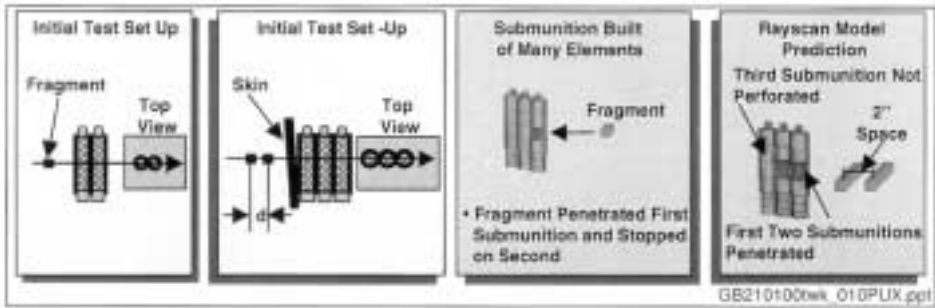 Initial Test Set Up
Fragment
Top
View
Initial Test Set -Up
Skin
Top
View
d
Submunition Built
of Many Elements
Fragment
• Fragment Penetrated First
Submunition and Stopped
on Second
Rayscan Model
Prediction
Third Submunition Not
Perforated
2"
Space
First Two Submunitions
Penetrated